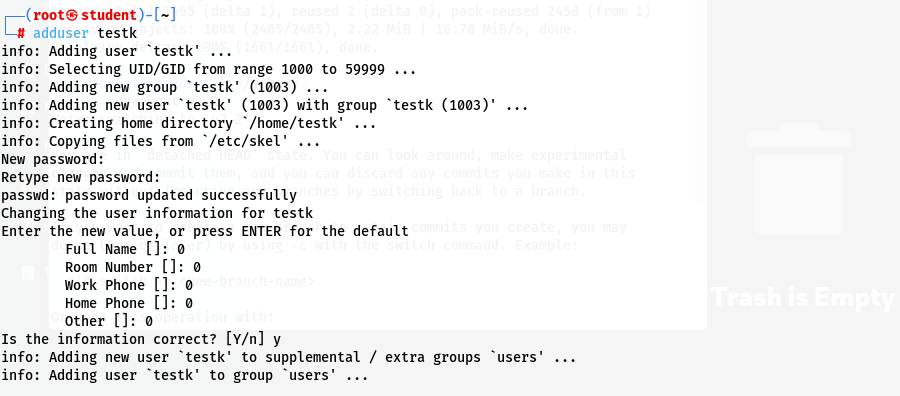 (root㉿student)-[~]
# adduser testk
info: Adding user `testk' ...
info: Selecting UID/GID from range 1000 to 59999 ...
info: Adding new group `testk' (1003) ...
info: Adding new user `testk' (1003) with group `testk (1003)' ...
info: Creating home directory `/home/testk' ...
info: Copying files from `/etc/skel' ...
New password:
Retype new password:
passwd: password updated successfully
Changing the user information for testk
Enter the new value, or press ENTER for the default
Full Name []: 0
Room Number []: 0
Work Phone []: 0
Home Phone []: 0
Other []: 0
Is the information correct? [Y/n] y
info: Adding new user `testk' to supplemental / extra groups `users' ...
info: Adding user `testk' to group `users' ...
Trash is Empty